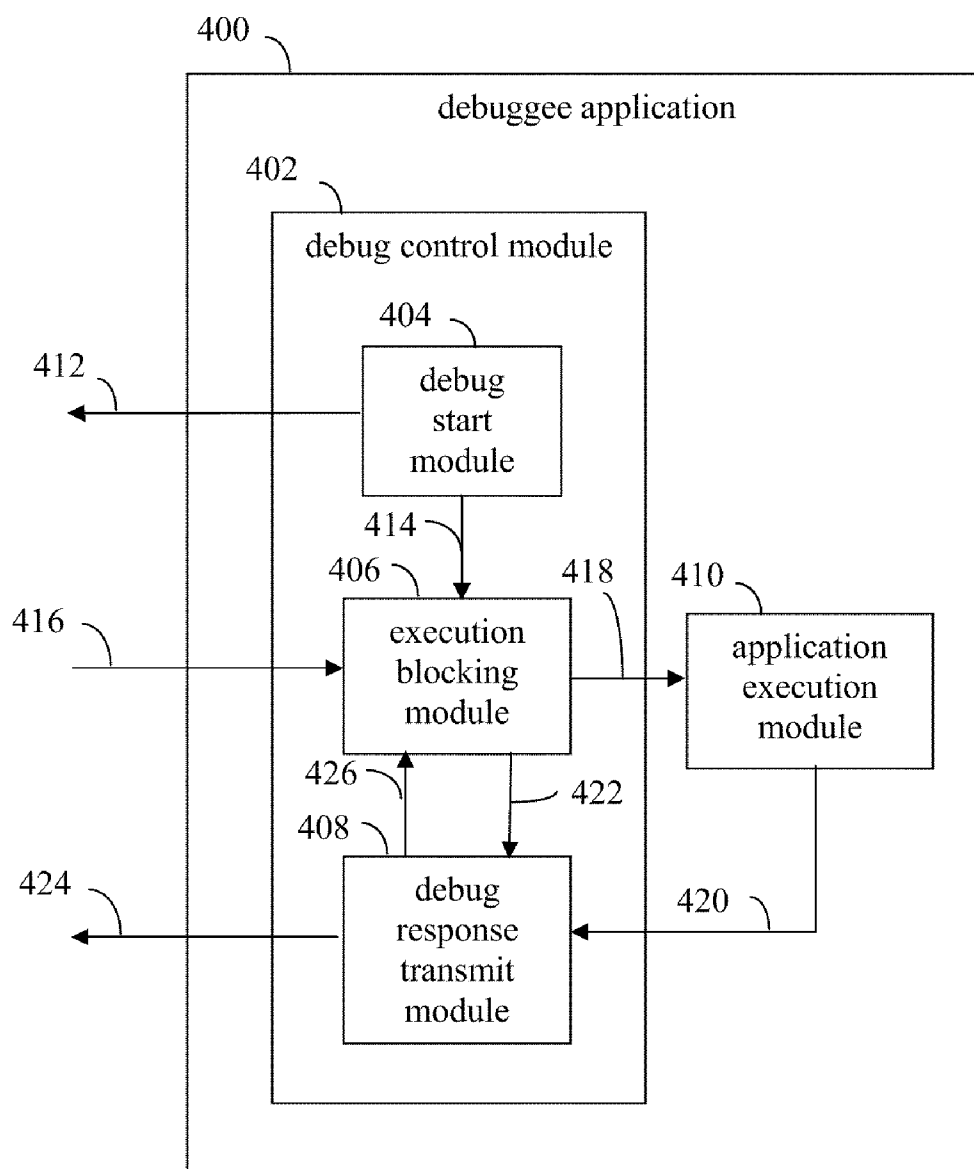 400
debuggee application
402
debug control module
404
debug
start
module
412
414
406
execution
blocking
module
416
418
410
application
execution
module
426
422
408
debug
response
transmit
module
424
420